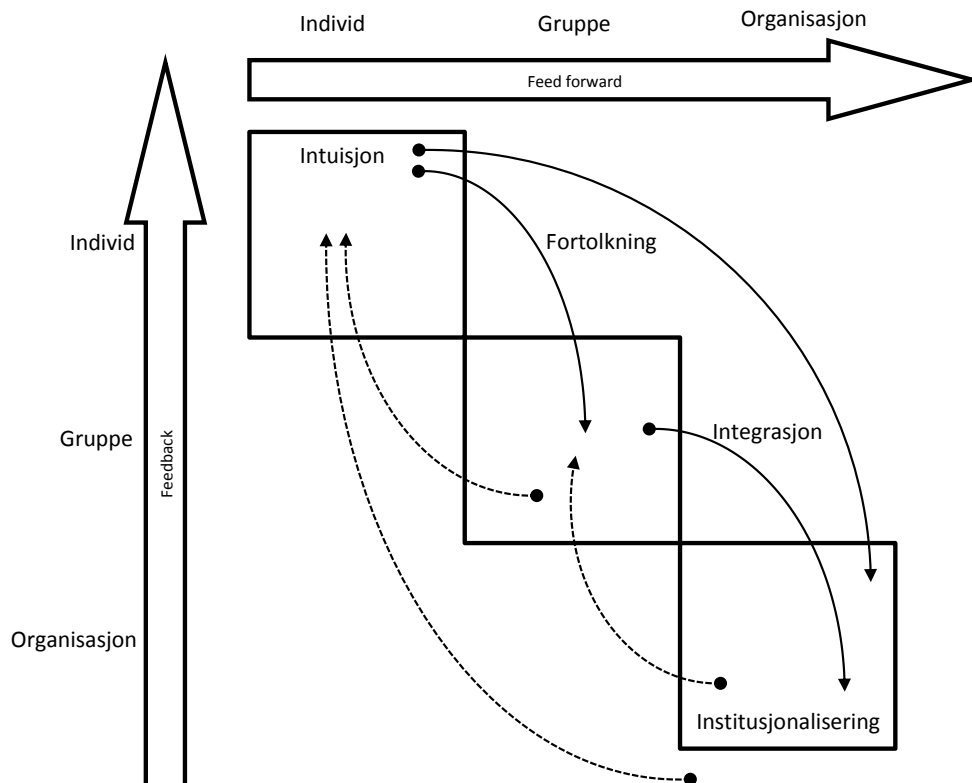 Individ
Gruppe
Organisasjon
Feed forward
Intuisjon
Individ
Fortolkning
Gruppe
Feedback
Integrasjon
Organisasjon
Institusjonalisering